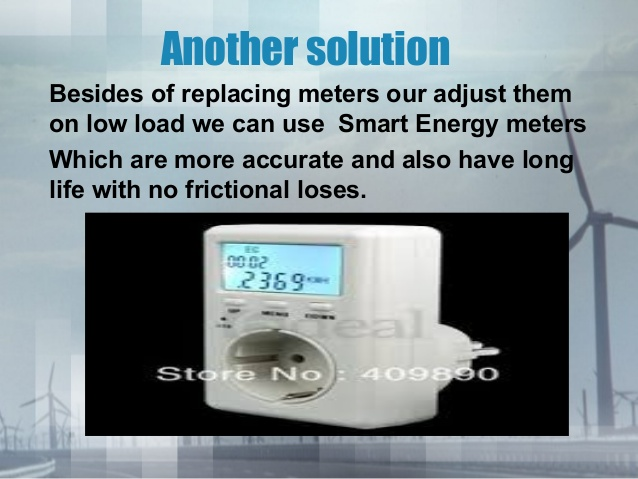 Another solution
Besides of replacing meters our adjust them
on low load we can use  Smart Energy meters
Which are more accurate and also have long
life with no frictional loses.
EC
00:02
.2369 KWH
UP MENU DOWN
Store No : 409890